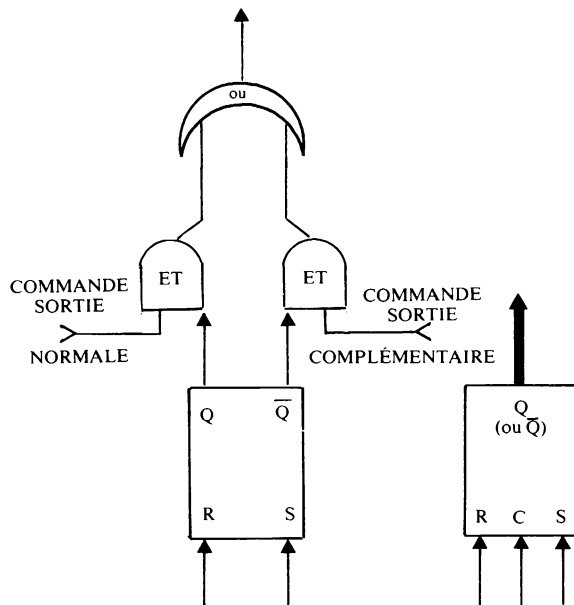 ou
ET
ET
COMMANDE
SORTIE
NORMALE
COMMANDE
SORTIE
COMPLÉMENTAIRE
Q
Q̅
R
S
Q
(ou Q̅)
R
C
S